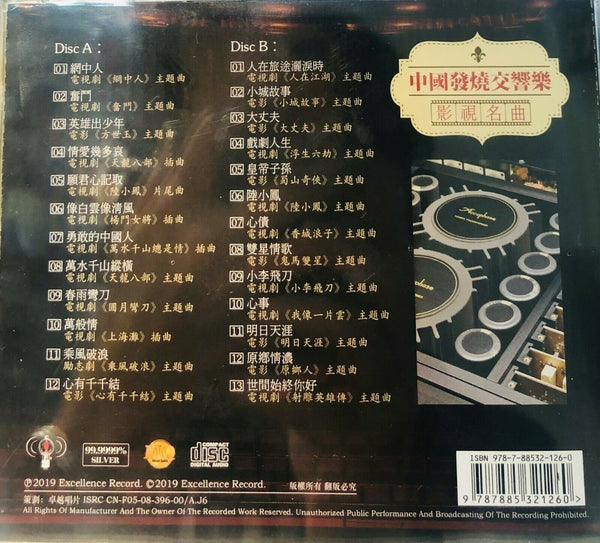 Disc A：
01 網中人
電視劇《網中人》主題曲
02 奮鬥
電視劇《奮鬥》主題曲
03 英雄出少年
電影《方世玉》主題曲
04 情愛幾多哀
電視劇《天龍八部》插曲
05 願君心記取
電視劇《陸小鳳》片尾曲
06 像白雲像清風
電視劇《楊門女將》插曲
07 勇敢的中國人
電視劇《萬水千山總是情》插曲
08 萬水千山縱橫
電視劇《天龍八部》主題曲
09 春雨彎刀
電視劇《圓月彎刀》主題曲
10 萬般情
電視劇《上海灘》插曲
11 乘風破浪
勵志劇《乘風破浪》主題曲
12 心有千千結
電影《心有千千結》主題曲
Disc B：
01 人在旅途灑淚時
電視劇《人在江湖》主題曲
02 小城故事
電影《小城故事》主題曲
03 大丈夫
電影《大丈夫》主題曲
04 戲劇人生
電視劇《浮生六劫》主題曲
05 皇帝子孫
電影《蜀山奇俠》主題曲
06 陸小鳳
電視劇《陸小鳳》主題曲
07 心債
電視劇《香城浪子》主題曲
08 雙星情歌
電影《鬼馬雙星》主題曲
09 小李飛刀
電視劇《小李飛刀》主題曲
10 心事
電視劇《我像一片雲》主題曲
11 明日天涯
電影《明日天涯》主題曲
12 原鄉情濃
電影《原鄉人》主題曲
13 世間始終你好
電視劇《射雕英雄傳》主題曲
中國發燒交響樂
影視名曲
Accuphase
99.9999%
SILVER
COMPACT
disc
DIGITAL AUDIO
℗2019 Excellence Record. ©2019 Excellence Record.
版權所有 翻版必究
策劃：卓越唱片 ISRC CN-F05-08-396-00/A.J6
All Rights Of Manufacturer And The Owner Of The Recorded Work Reserved. Unauthorized Public Performance And Broadcasting Of The Recording Prohibited.
ISBN 978-7-88532-126-0
9 787885 321260 >